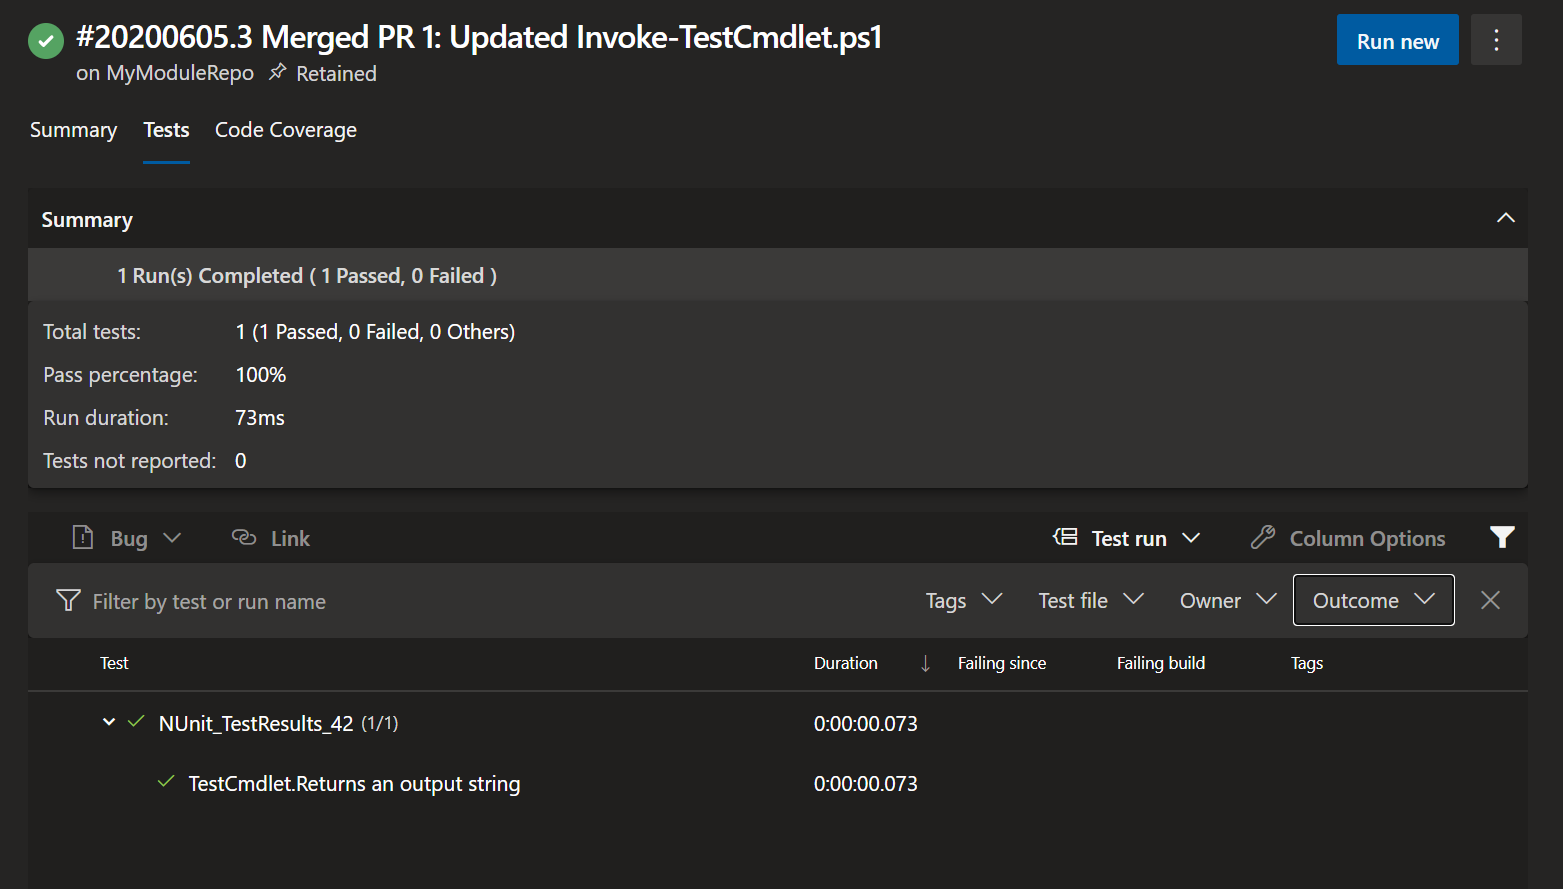 #20200605.3 Merged PR 1: Updated Invoke-TestCmdlet.ps1
on MyModuleRepo Retained
Run new
Summary Tests Code Coverage
Summary
1 Run(s) Completed ( 1 Passed, 0 Failed )
Total tests: 1 (1 Passed, 0 Failed, 0 Others)
Pass percentage: 100%
Run duration: 73ms
Tests not reported: 0
Bug Link Test run Column Options
Filter by test or run name Tags Test file Owner Outcome
Test Duration Failing since Failing build Tags
NUnit_TestResults_42 (1/1) 0:00:00.073
TestCmdlet.Returns an output string 0:00:00.073